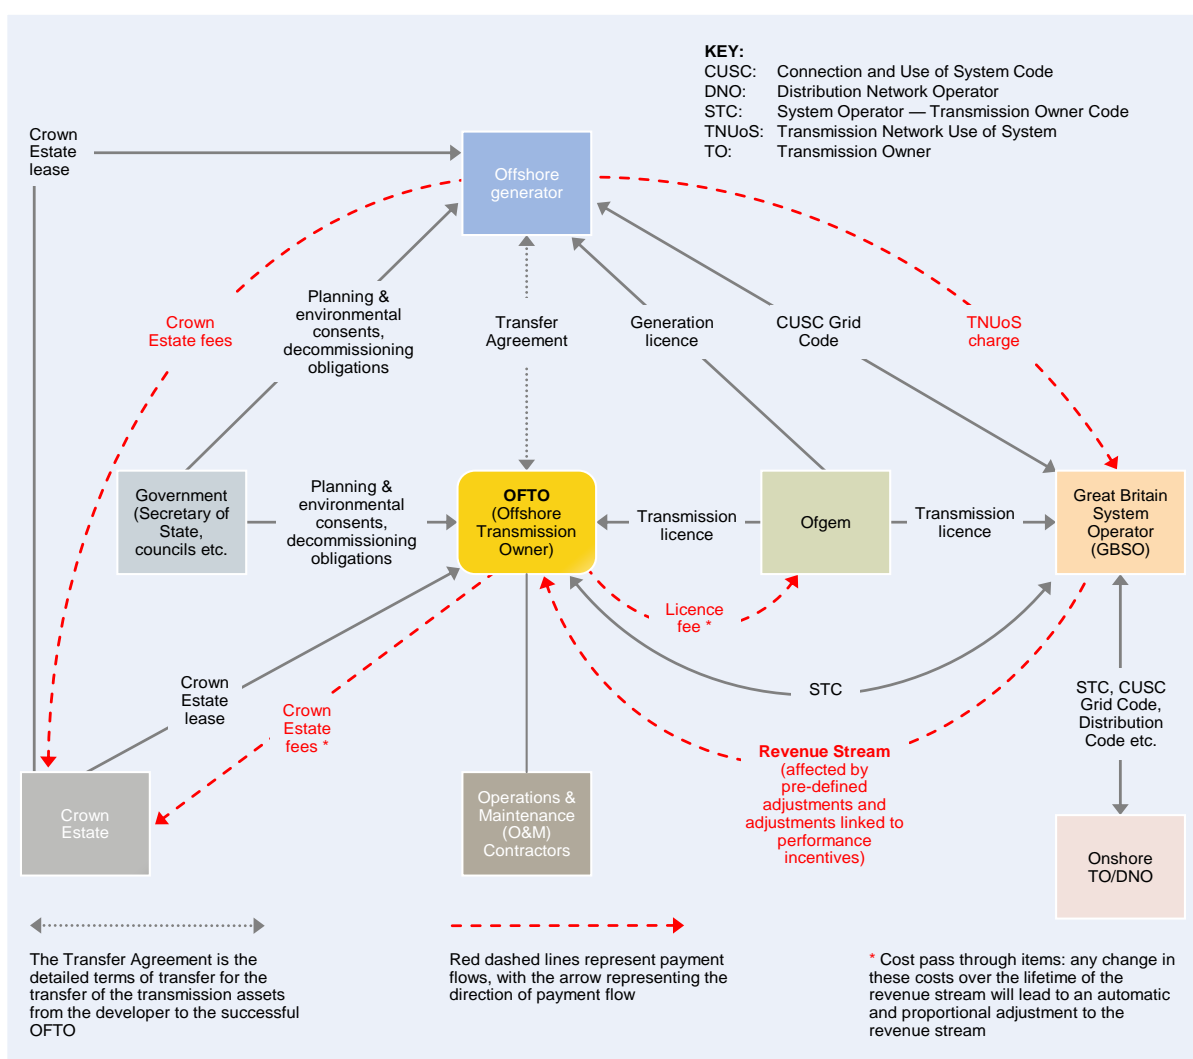 KEY:
CUSC: Connection and Use of System Code
DNO: Distribution Network Operator
STC: System Operator — Transmission Owner Code
TNUoS: Transmission Network Use of System
TO: Transmission Owner
Crown
Estate
lease
Offshore
generator
Crown
Estate fees
Planning &
environmental
consents,
decommissioning
obligations
Transfer
Agreement
Generation
licence
CUSC Grid
Code
TNUoS
charge
Government
(Secretary of
State,
councils etc.
Planning &
environmental
consents,
decommissioning
obligations
OFTO
(Offshore
Transmission
Owner)
Transmission
licence
Ofgem
Transmission
licence
Great Britain
System
Operator
(GBSO)
Licence
fee *
Crown
Estate
lease
Crown
Estate
fees *
STC
STC, CUSC
Grid Code,
Distribution
Code etc.
Revenue Stream
(affected by
pre-defined
adjustments and
adjustments linked to
performance
incentives)
Crown
Estate
Operations &
Maintenance
(O&M)
Contractors
Onshore
TO/DNO
The Transfer Agreement is the
detailed terms of transfer for the
transfer of the transmission assets
from the developer to the successful
OFTO
Red dashed lines represent payment
flows, with the arrow representing the
direction of payment flow
* Cost pass through items: any change in
these costs over the lifetime of the
revenue stream will lead to an automatic
and proportional adjustment to the
revenue stream